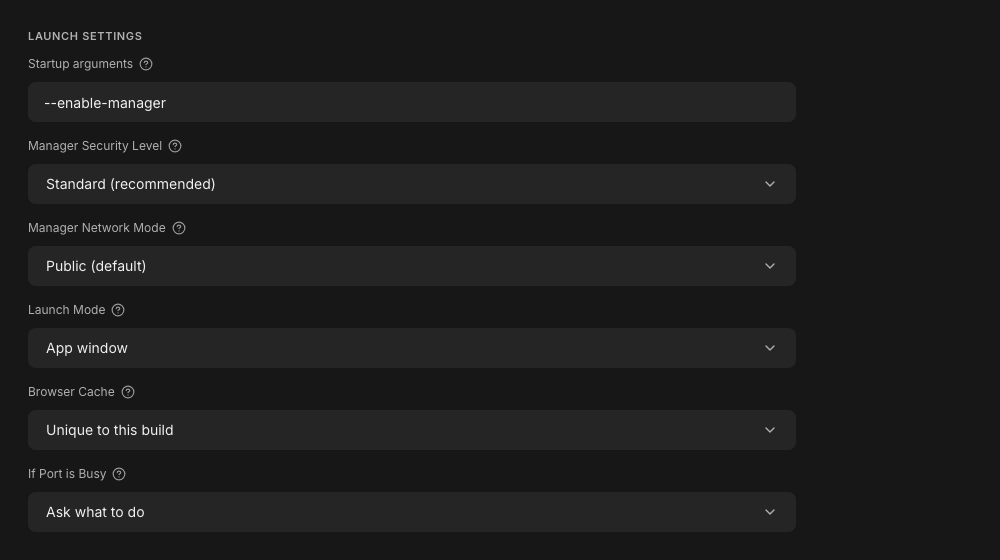 LAUNCH SETTINGS
Startup arguments
--enable-manager
Manager Security Level
Standard (recommended)
Manager Network Mode
Public (default)
Launch Mode
App window
Browser Cache
Unique to this build
If Port is Busy
Ask what to do